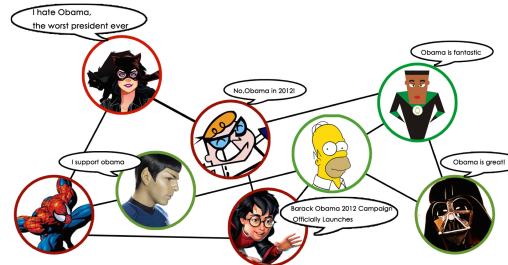 I hate Obama,
the worst president ever
Obama is fantastic
No,Obama in 2012!
I support obama
Obama is great!
Barack Obama 2012 Campaign
Officially Launches